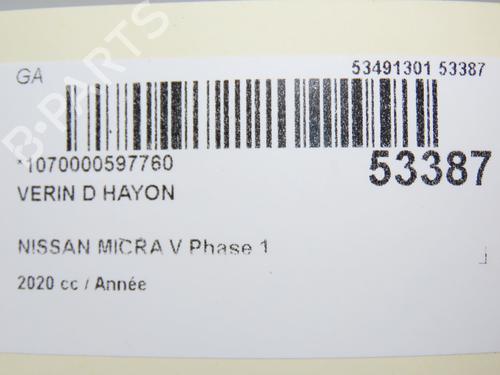 GA
53491301 53387
*1070000597760
53387
VERIN D HAYON
NISSAN MICRA V Phase 1
2020 cc / Année
B-PARTS